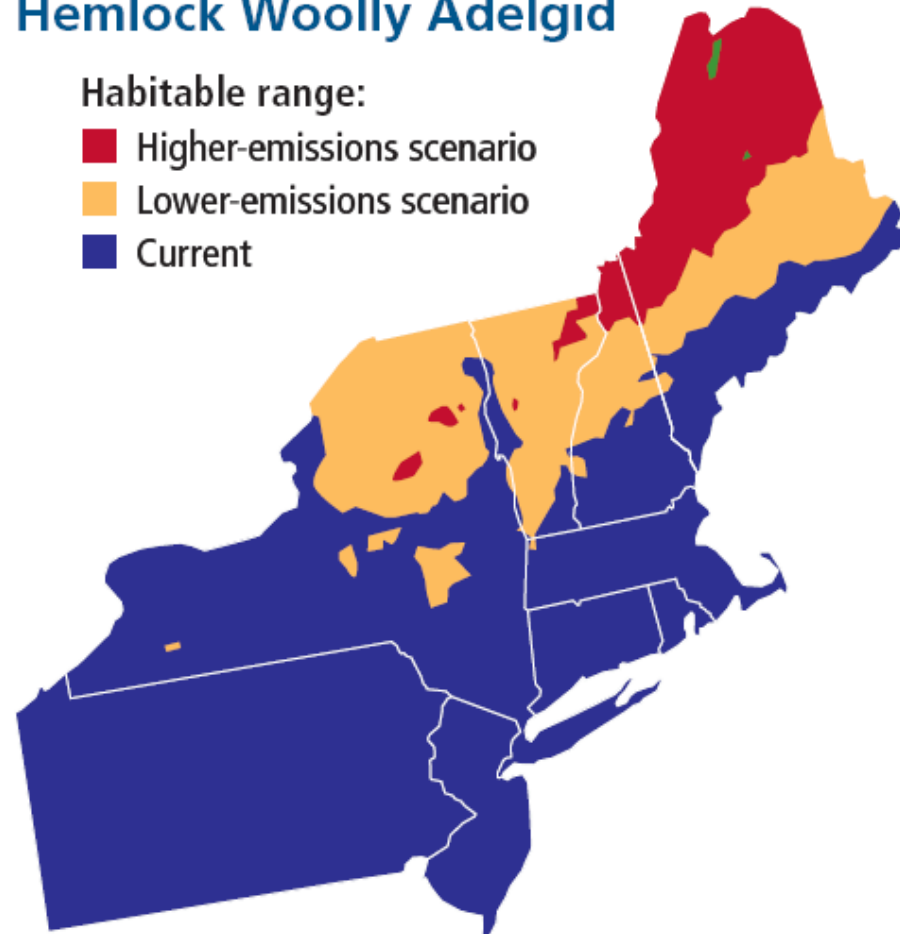 Hemlock Woolly Adelgid
Habitable range:
Higher-emissions scenario
Lower-emissions scenario
Current